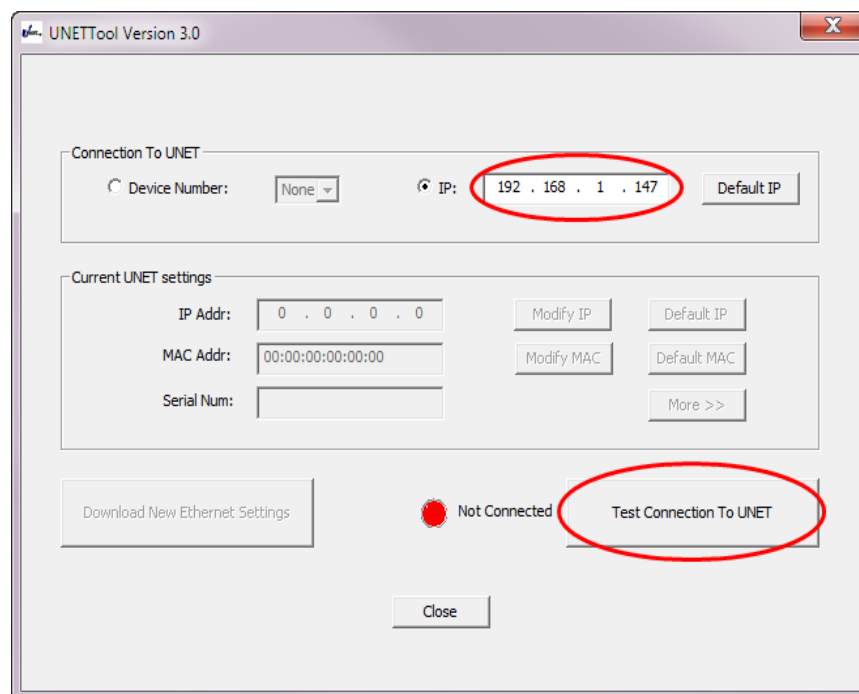 UNETTool Version 3.0
Connection To UNET
Device Number: None IP: 192 . 168 . 1 . 147 Default IP
Current UNET settings
IP Addr: 0 . 0 . 0 . 0 Modify IP Default IP
MAC Addr: 00:00:00:00:00:00 Modify MAC Default MAC
Serial Num: More >>
Download New Ethernet Settings Not Connected Test Connection To UNET
Close